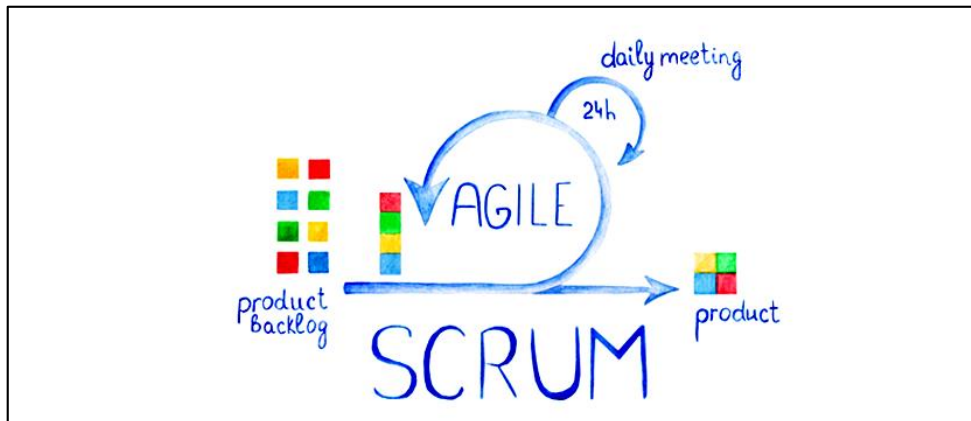 daily meeting
24h
AGILE
product
backlog
product
SCRUM